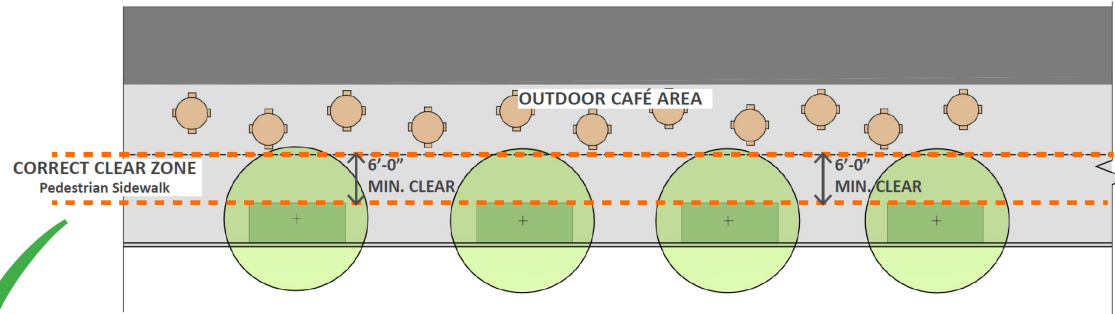 OUTDOOR CAFÉ AREA
CORRECT CLEAR ZONE
Pedestrian Sidewalk
6’-0”
MIN. CLEAR
6’-0”
MIN. CLEAR